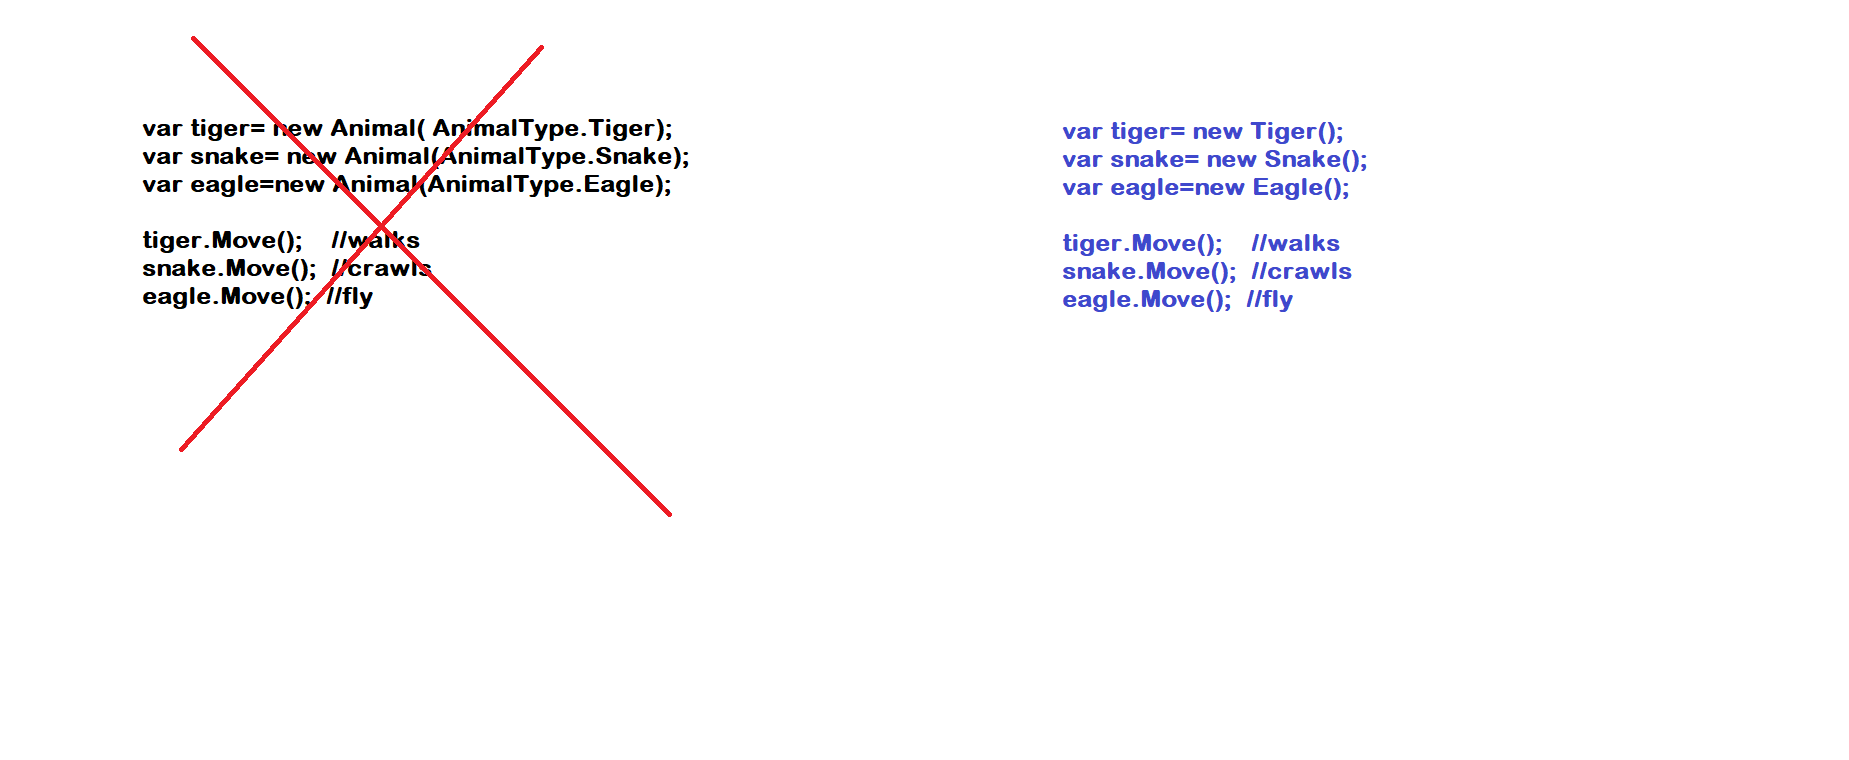 var tiger= new Animal( AnimalType.Tiger);
var snake= new Animal(AnimalType.Snake);
var eagle=new Animal(AnimalType.Eagle);
tiger.Move();    //walks
snake.Move();  //crawls
eagle.Move();  //fly
var tiger= new Tiger();
var snake= new Snake();
var eagle=new Eagle();
tiger.Move();    //walks
snake.Move();  //crawls
eagle.Move();  //fly